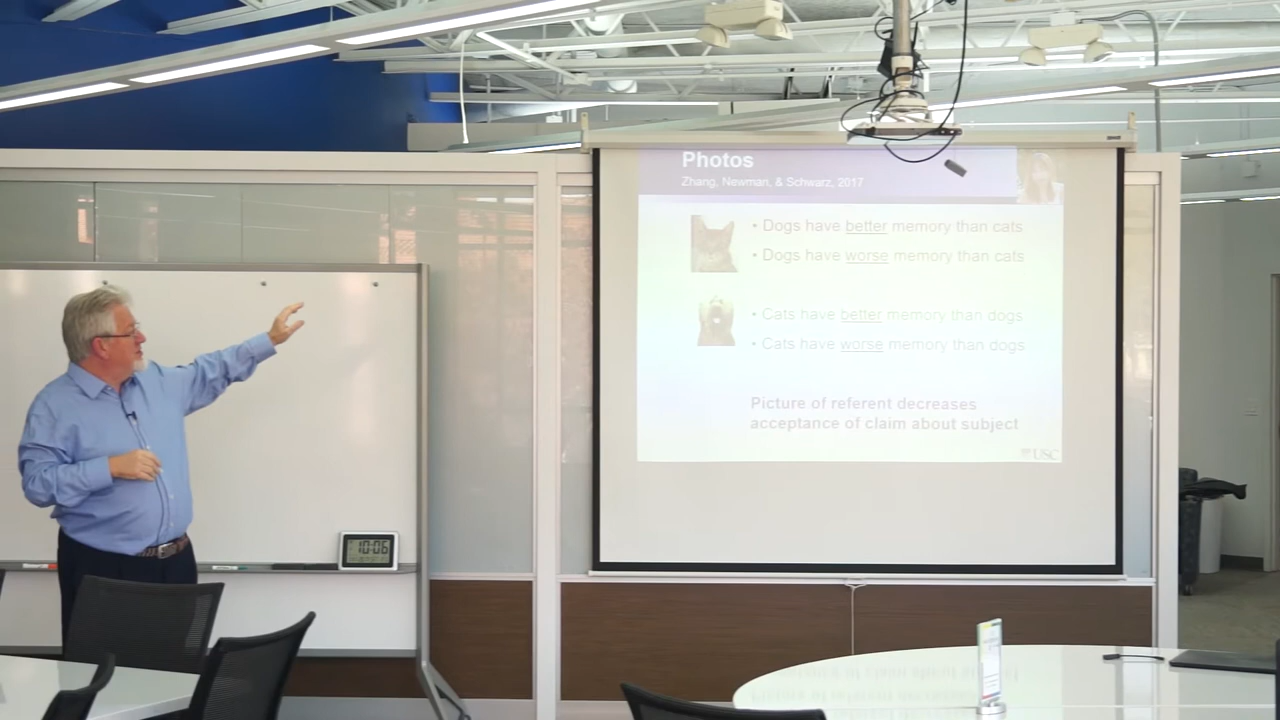 Photos
Zhang, Newman, & Schwarz, 2017
• Dogs have better memory than cats
• Dogs have worse memory than cats
• Cats have better memory than dogs
• Cats have worse memory than dogs
Picture of referent decreases
acceptance of claim about subject
USC
10:06